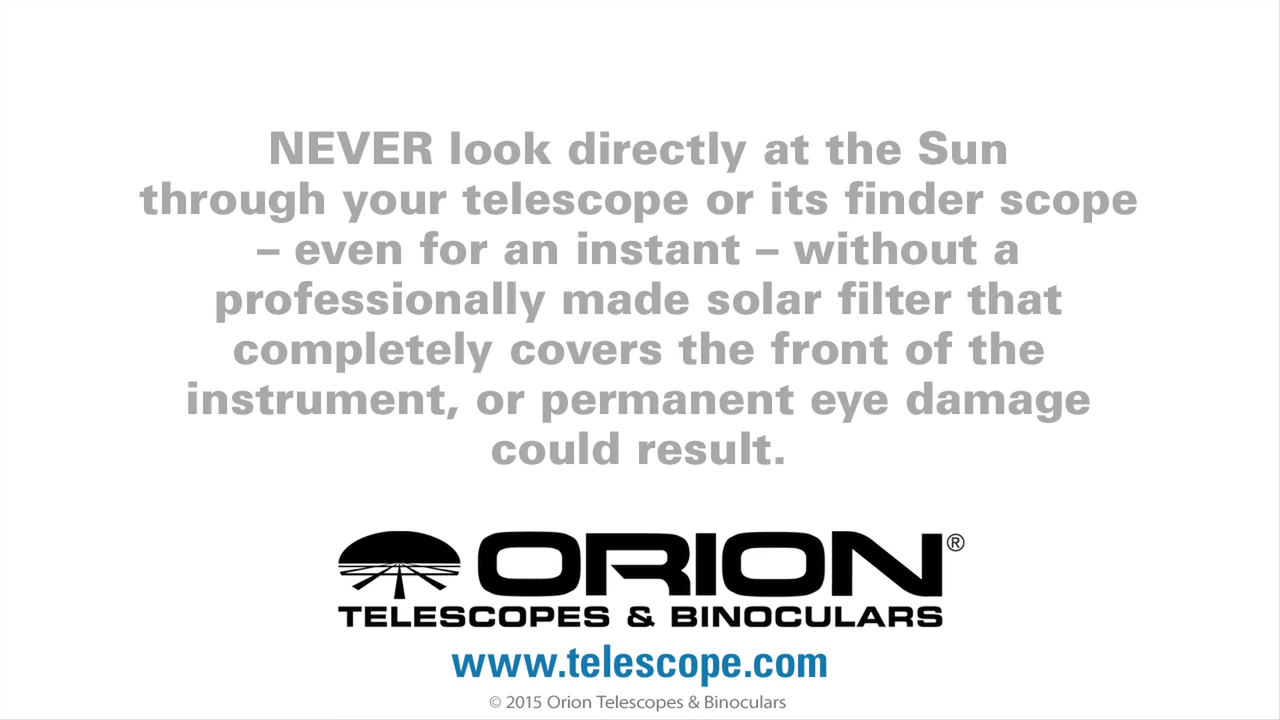 NEVER look directly at the Sun
through your telescope or its finder scope
– even for an instant – without a
professionally made solar filter that
completely covers the front of the
instrument, or permanent eye damage
could result.
ORION®
TELESCOPES & BINOCULARS
www.telescope.com
© 2015 Orion Telescopes & Binoculars